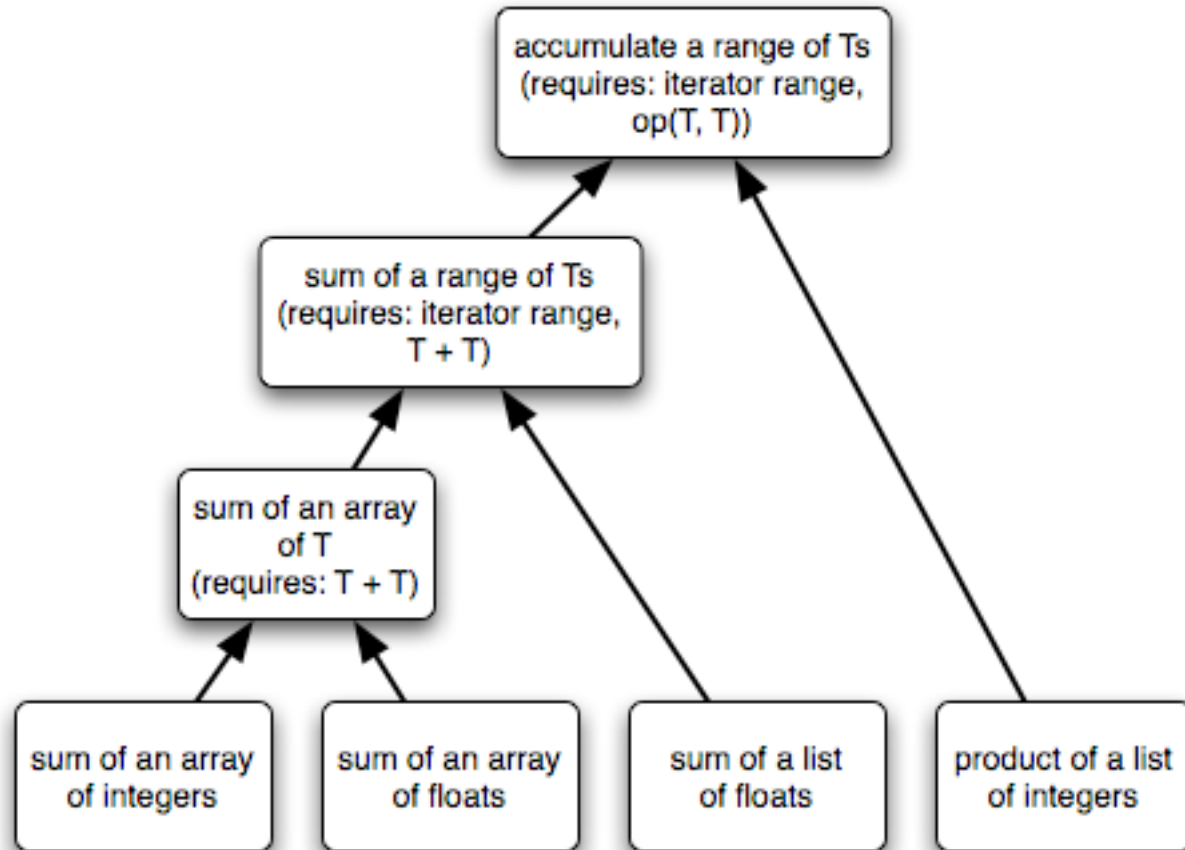 accumulate a range of Ts
(requires: iterator range,
op(T, T))
sum of a range of Ts
(requires: iterator range,
T + T)
sum of an array
of T
(requires: T + T)
sum of an array
of integers
sum of an array
of floats
sum of a list
of floats
product of a list
of integers